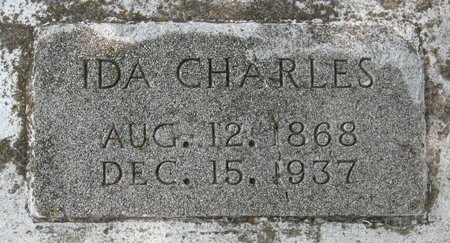 IDA CHARLES
AUG. 12. 1868
DEC. 15. 1937